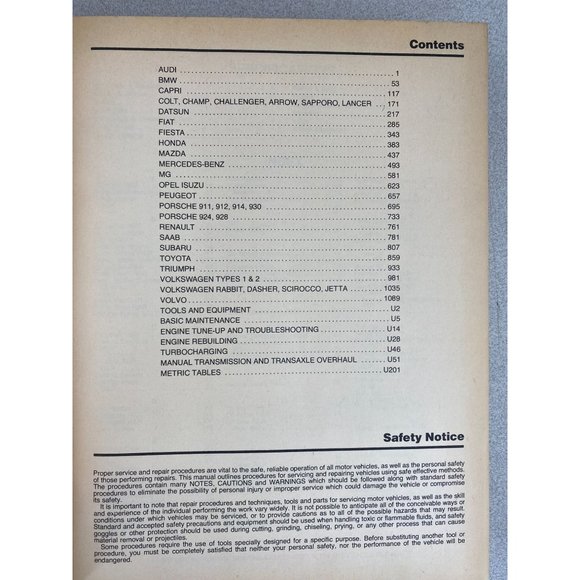 Contents
AUDI 1
BMW 53
CAPRI 117
COLT, CHAMP, CHALLENGER, ARROW, SAPPORO, LANCER 171
DATSUN 217
FIAT 285
FIESTA 343
HONDA 383
MAZDA 437
MERCEDES-BENZ 493
MG 581
OPEL ISUZU 623
PEUGEOT 657
PORSCHE 911, 912, 914, 930 695
PORSCHE 924, 928 733
RENAULT 761
SAAB 781
SUBARU 807
TOYOTA 859
TRIUMPH 933
VOLKSWAGEN TYPES 1 & 2 981
VOLKSWAGEN RABBIT, DASHER, SCIROCCO, JETTA 1035
VOLVO 1089
TOOLS AND EQUIPMENT U2
BASIC MAINTENANCE U5
ENGINE TUNE-UP AND TROUBLESHOOTING U14
ENGINE REBUILDING U28
TURBOCHARGING U46
MANUAL TRANSMISSION AND TRANSAXLE OVERHAUL U51
METRIC TABLES U201
Safety Notice
Proper service and repair procedures are vital to the safe, reliable operation of all motor vehicles, as well as the personal safety
of those performing repairs. This manual outlines procedures for servicing and repairing vehicles using safe effective methods.
The procedures contain many NOTES, CAUTIONS and WARNINGS which should be followed along with standard safety
procedures to eliminate the possibility of personal injury or improper service which could damage the vehicle or compromise
its safety.
It is important to note that repair procedures and techniques, tools and parts for servicing motor vehicles, as well as the skill
and experience of the individual performing the work vary widely. It is not possible to anticipate all of the conceivable ways or
conditions under which vehicles may be serviced, or to provide cautions as to all of the possible hazards that may result.
Standard and accepted safety precautions and equipment should be used when handling toxic or flammable fluids, and safety
goggles or other protection should be used during cutting, grinding, chiseling, prying, or any other process that can cause
material removal or projectiles.
Some procedures require the use of tools specially designed for a specific purpose. Before substituting another tool or
procedure, you must be completely satisfied that neither your personal safety, nor the performance of the vehicle will be
endangered.